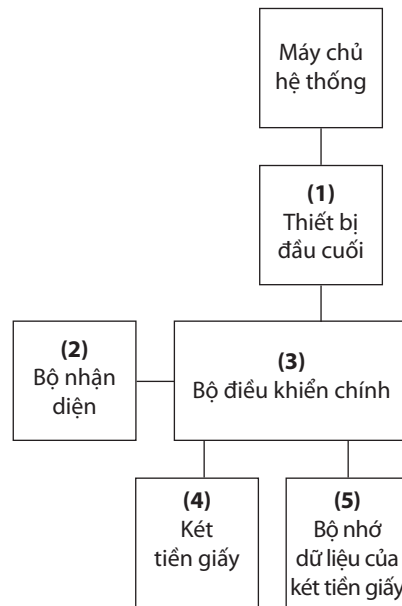 Máy chủ
hệ thống
(1)
Thiết bị
đầu cuối
(2)
Bộ nhận
diện
(3)
Bộ điều khiển chính
(4)
Két
tiền giấy
(5)
Bộ nhớ
dữ liệu của
két tiền giấy